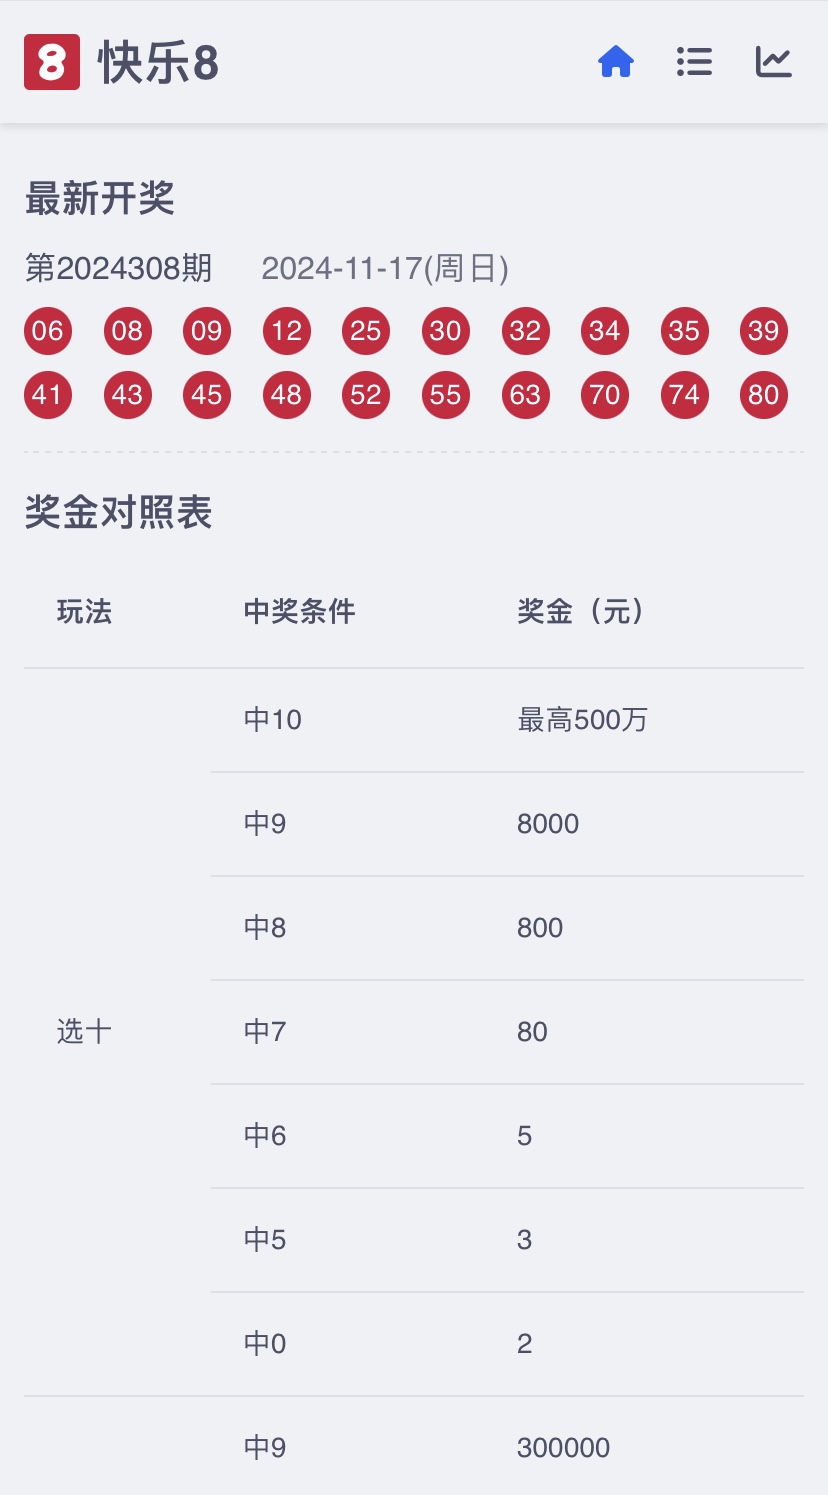 8 快乐8
最新开奖
第2024308期 2024-11-17(周日)
06 08 09 12 25 30 32 34 35 39
41 43 45 48 52 55 63 70 74 80
奖金对照表
玩法 中奖条件 奖金（元）
中10 最高500万
中9 8000
中8 800
选十 中7 80
中6 5
中5 3
中0 2
中9 300000